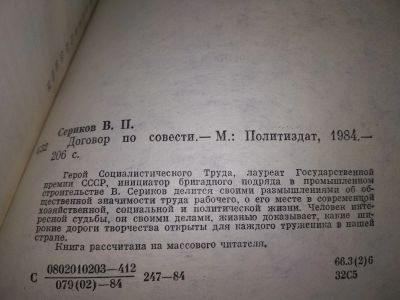 Сериков В. П.
С32 Договор по совести.— М.: Политиздат, 1984.—
206 с.
Герой Социалистического Труда, лауреат Государственной
премии СССР, инициатор бригадного подряда в промышленном
строительстве В. Сериков делится своими размышлениями об об-
щественной значимости труда рабочего, о его месте в современной
хозяйственной, социальной и политической жизни. Человек инте-
ресной судьбы, он своими делами, жизнью доказывает, какие ши-
рокие дороги творчества открыты для каждого труженика в нашей
стране.
Книга рассчитана на массового читателя.
С 0802010203—412 247—84 66.3(2)6
079(02)—84 32С5